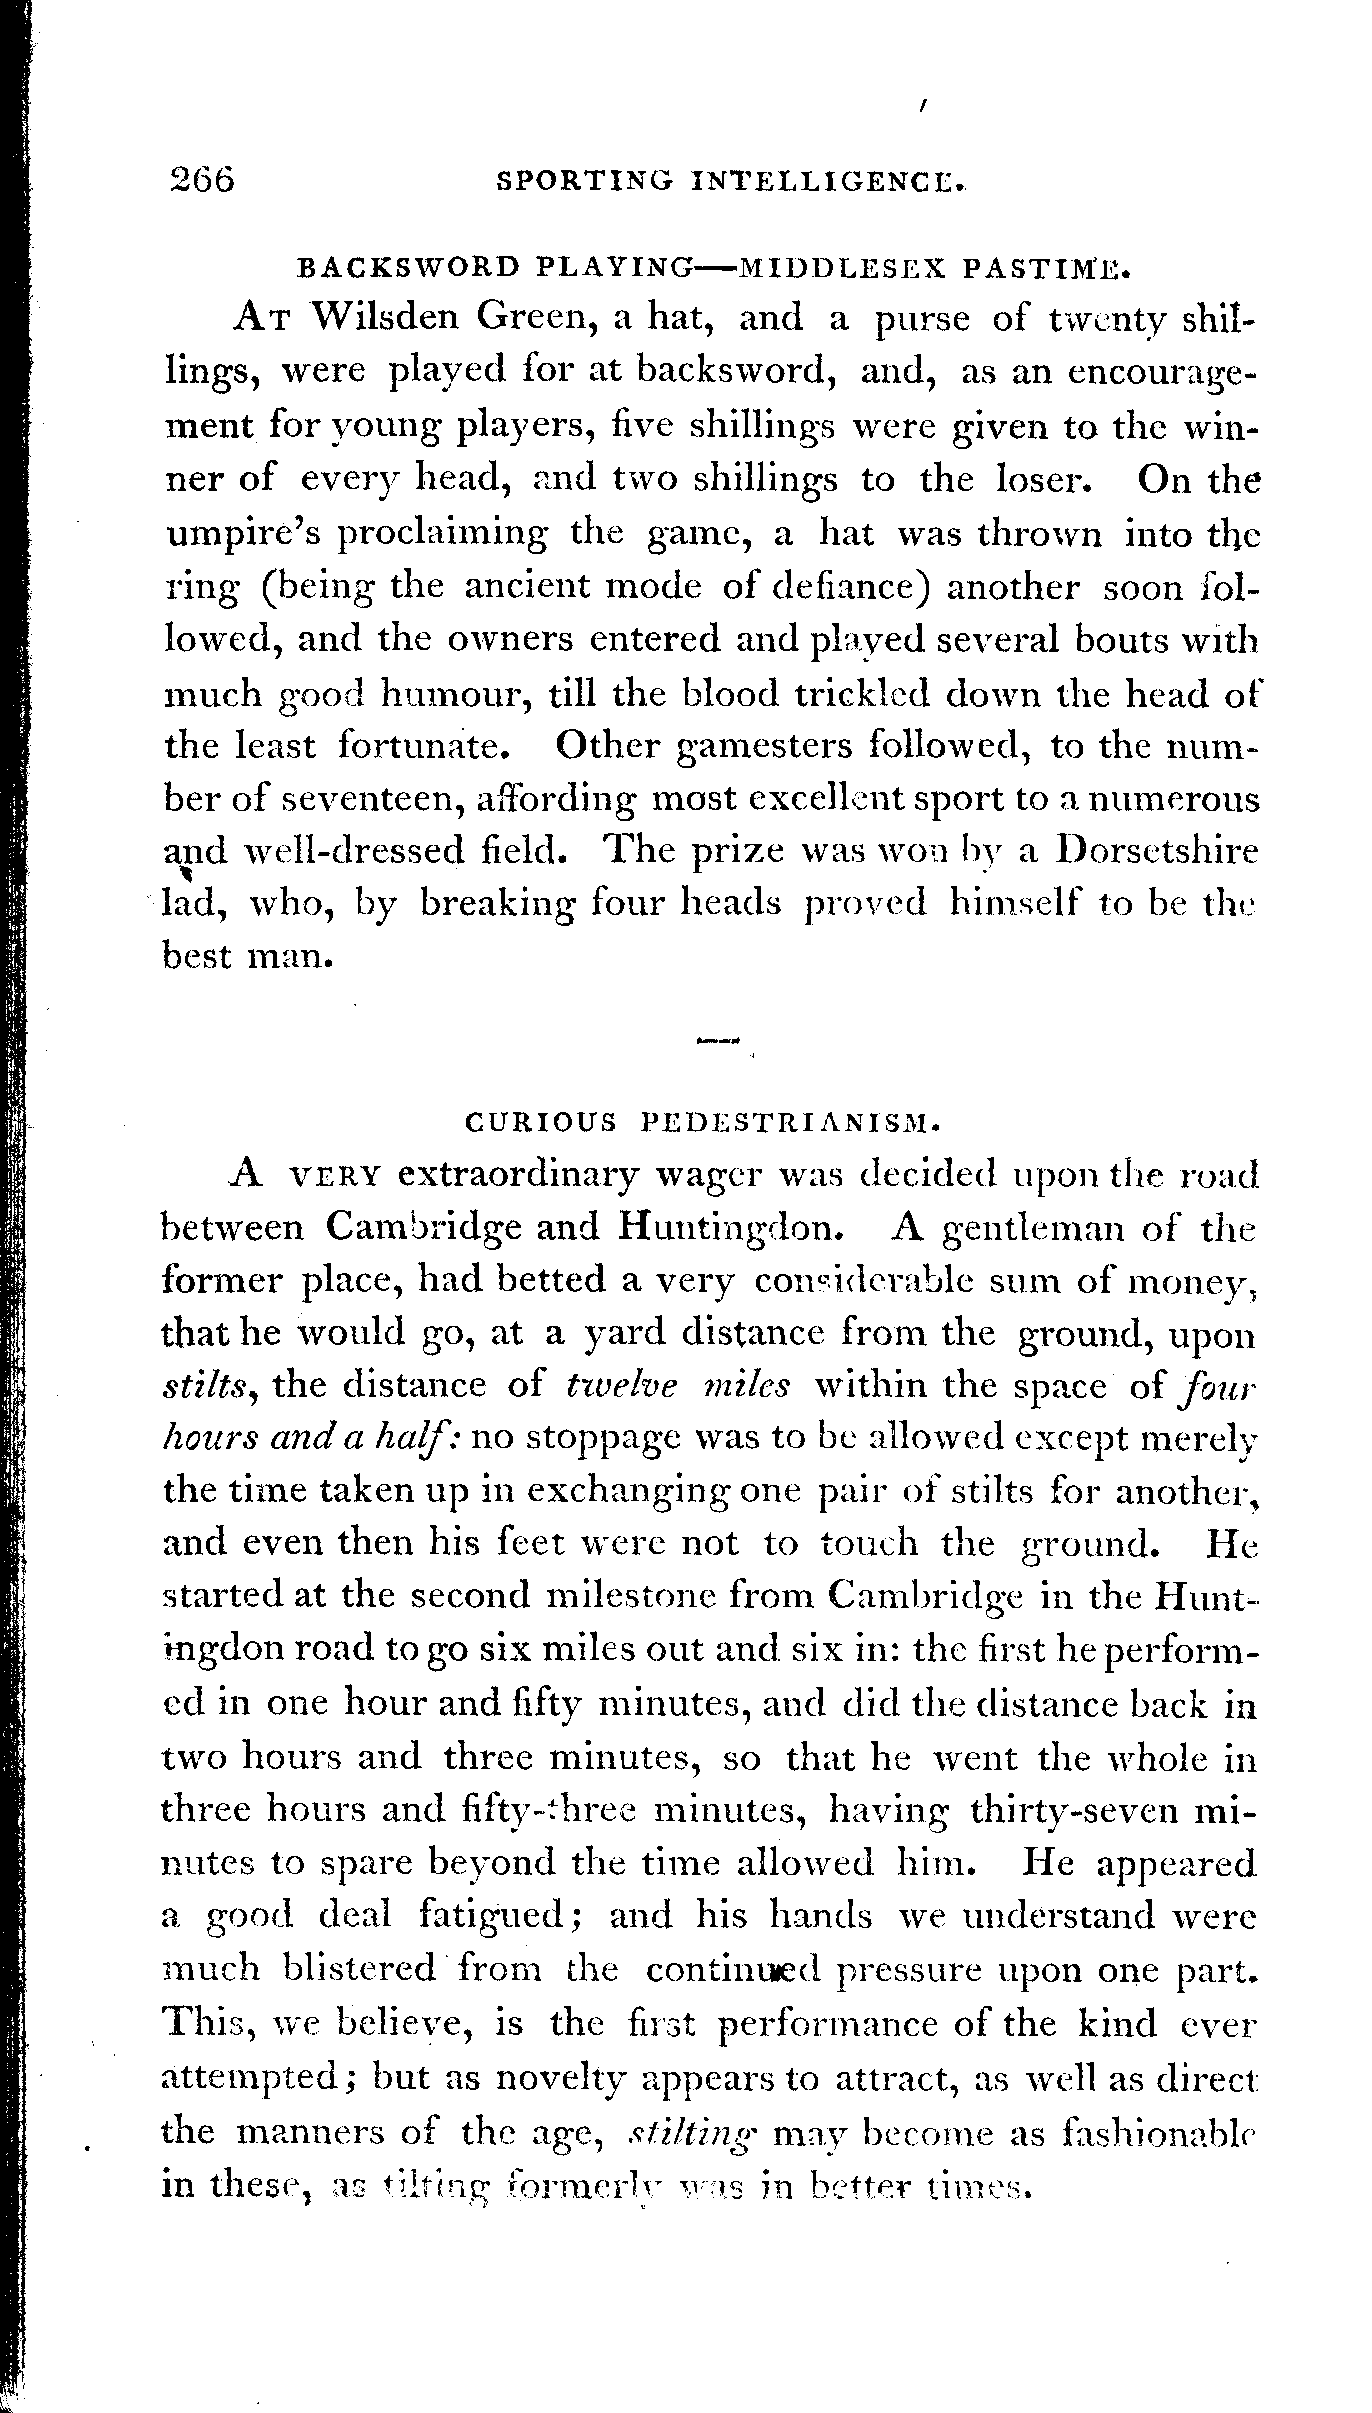 266 SPORTING INTELLIGENCE.
BACKSWORD PLAYING—MIDDLESEX PASTIME.
AT Wilsden Green, a hat, and a purse of twenty shil-
lings, were played for at backsword, and, as an encourage-
ment for young players, five shillings were given to the win-
ner of every head, and two shillings to the loser. On the
umpire's proclaiming the game, a hat was thrown into the
ring (being the ancient mode of defiance) another soon fol-
lowed, and the owners entered and played several bouts with
much good humour, till the blood trickled down the head of
the least fortunate. Other gamesters followed, to the num-
ber of seventeen, affording most excellent sport to a numerous
and well-dressed field. The prize was won by a Dorsetshire
lad, who, by breaking four heads proved himself to be the
best man.
CURIOUS PEDESTRIANISM.
A VERY extraordinary wager was decided upon the road
between Cambridge and Huntingdon. A gentleman of the
former place, had betted a very considerable sum of money,
that he would go, at a yard distance from the ground, upon
stilts, the distance of twelve miles within the space of four
hours and a half: no stoppage was to be allowed except merely
the time taken up in exchanging one pair of stilts for another,
and even then his feet were not to touch the ground. He
started at the second milestone from Cambridge in the Hunt-
ingdon road to go six miles out and six in: the first he perform-
ed in one hour and fifty minutes, and did the distance back in
two hours and three minutes, so that he went the whole in
three hours and fifty-three minutes, having thirty-seven mi-
nutes to spare beyond the time allowed him. He appeared
a good deal fatigued; and his hands we understand were
much blistered from the continued pressure upon one part.
This, we believe, is the first performance of the kind ever
attempted; but as novelty appears to attract, as well as direct
the manners of the age, stilting may become as fashionable
in these, as tilting formerly was in better times.